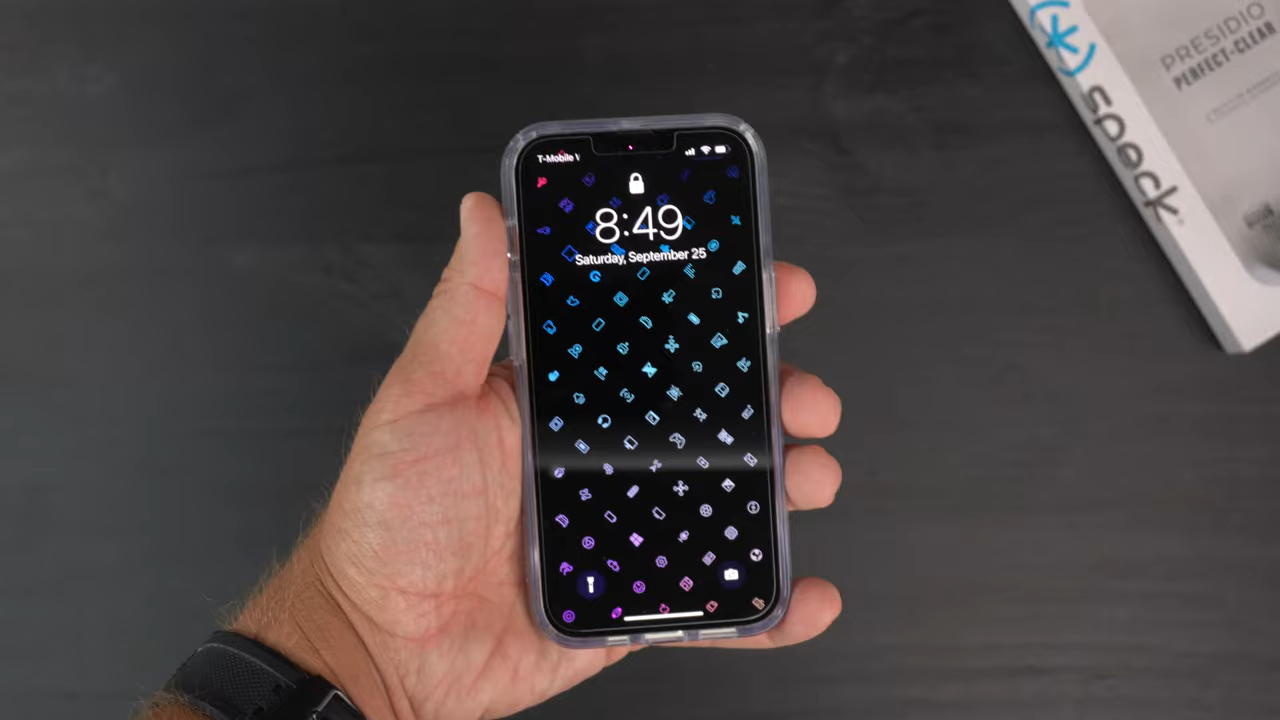 T-Mobile
8:49
Saturday, September 25
PRESIDIO
PERFECT-CLEAR
speck